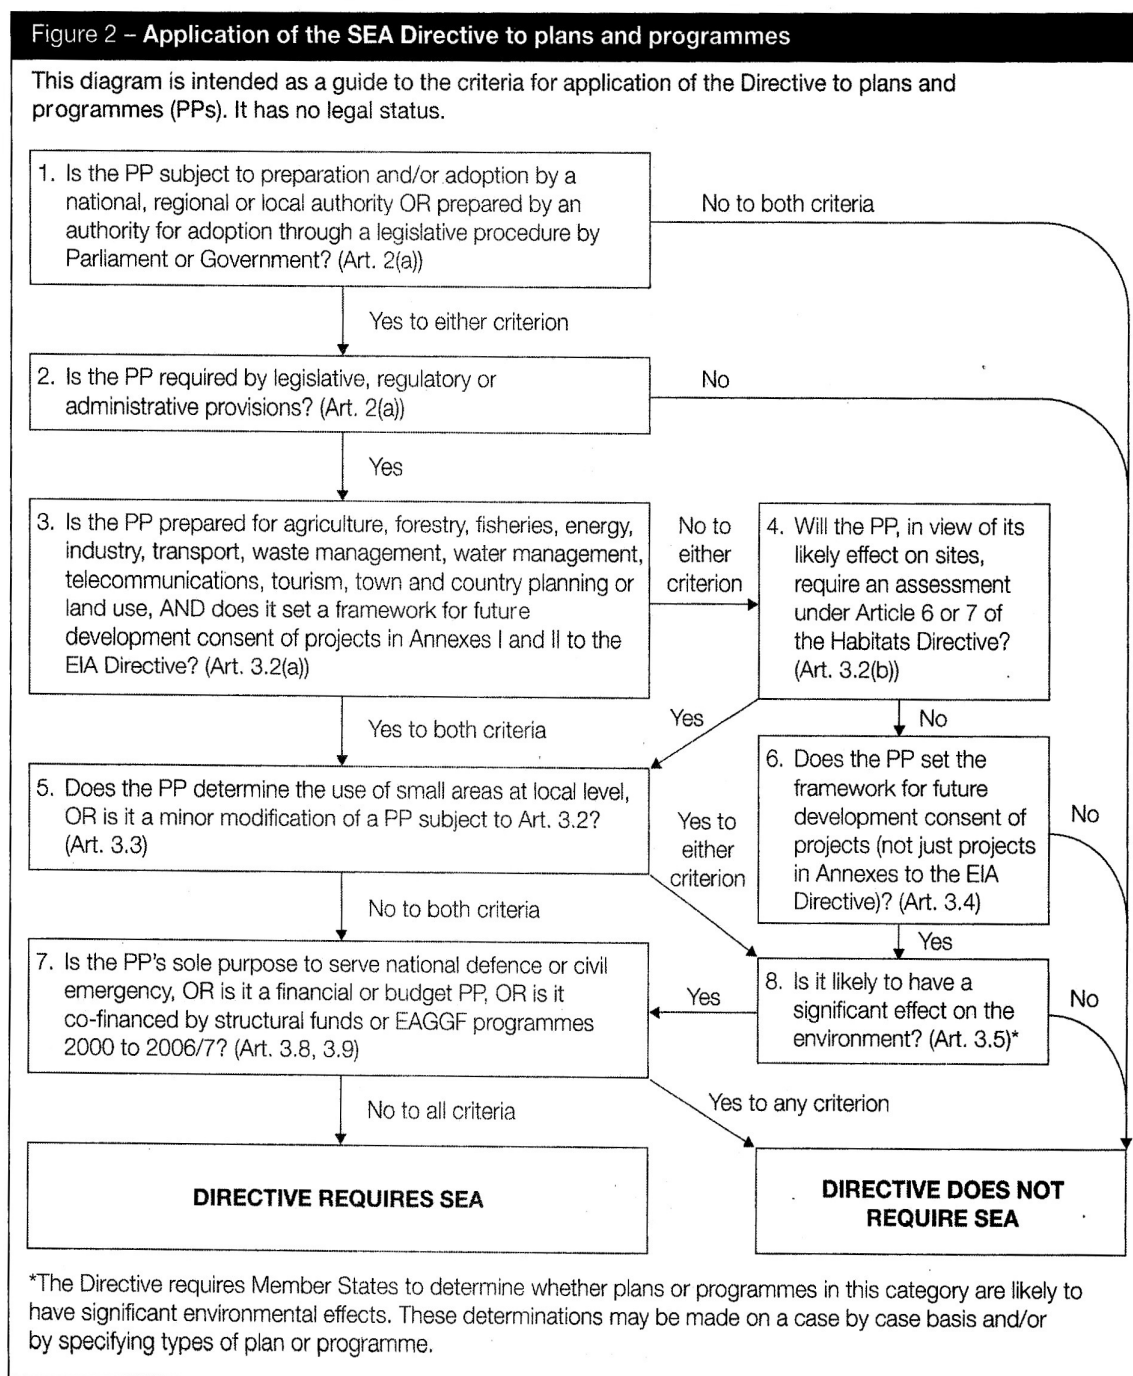 Figure 2 – Application of the SEA Directive to plans and programmes
This diagram is intended as a guide to the criteria for application of the Directive to plans and
programmes (PPs). It has no legal status.
1. Is the PP subject to preparation and/or adoption by a
national, regional or local authority OR prepared by an
authority for adoption through a legislative procedure by
Parliament or Government? (Art. 2(a))
No to both criteria
Yes to either criterion
2. Is the PP required by legislative, regulatory or
administrative provisions? (Art. 2(a))
No
Yes
3. Is the PP prepared for agriculture, forestry, fisheries, energy,
industry, transport, waste management, water management,
telecommunications, tourism, town and country planning or
land use, AND does it set a framework for future
development consent of projects in Annexes I and II to the
EIA Directive? (Art. 3.2(a))
No to
either
criterion
4. Will the PP, in view of its
likely effect on sites,
require an assessment
under Article 6 or 7 of
the Habitats Directive?
(Art. 3.2(b))
Yes to both criteria
Yes
No
5. Does the PP determine the use of small areas at local level,
OR is it a minor modification of a PP subject to Art. 3.2?
(Art. 3.3)
Yes to
either
criterion
6. Does the PP set the
framework for future
development consent of
projects (not just projects
in Annexes to the EIA
Directive)? (Art. 3.4)
No
No to both criteria
Yes
7. Is the PP's sole purpose to serve national defence or civil
emergency, OR is it a financial or budget PP, OR is it
co-financed by structural funds or EAGGF programmes
2000 to 2006/7? (Art. 3.8, 3.9)
Yes
8. Is it likely to have a
significant effect on the
environment? (Art. 3.5)*
No
No to all criteria
Yes to any criterion
DIRECTIVE REQUIRES SEA
DIRECTIVE DOES NOT
REQUIRE SEA
*The Directive requires Member States to determine whether plans or programmes in this category are likely to
have significant environmental effects. These determinations may be made on a case by case basis and/or
by specifying types of plan or programme.